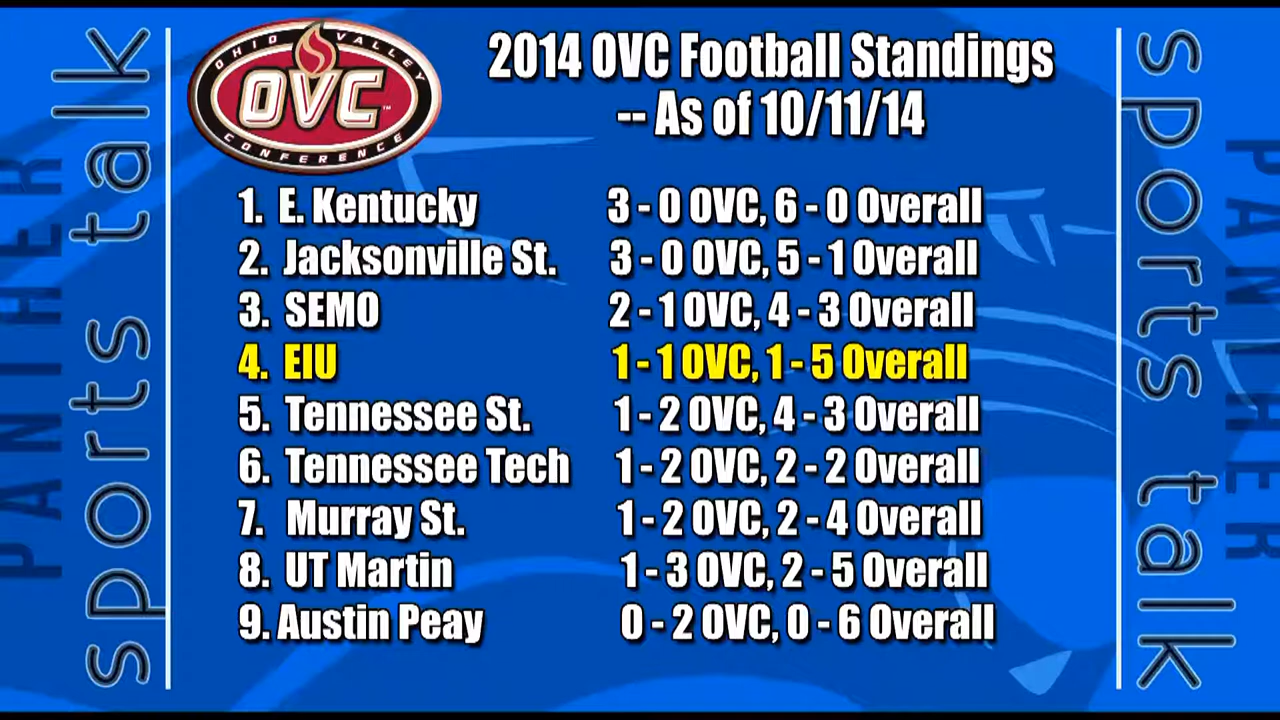 OHIO VALLEY
OVC™
CONFERENCE
2014 OVC Football Standings
-- As of 10/11/14
1. E. Kentucky 3 - 0 OVC, 6 - 0 Overall
2. Jacksonville St. 3 - 0 OVC, 5 - 1 Overall
3. SEMO 2 - 1 OVC, 4 - 3 Overall
4. EIU 1 - 1 OVC, 1 - 5 Overall
5. Tennessee St. 1 - 2 OVC, 4 - 3 Overall
6. Tennessee Tech 1 - 2 OVC, 2 - 2 Overall
7. Murray St. 1 - 2 OVC, 2 - 4 Overall
8. UT Martin 1 - 3 OVC, 2 - 5 Overall
9. Austin Peay 0 - 2 OVC, 0 - 6 Overall
PANTHER
sports talk
PANTHER
sports talk